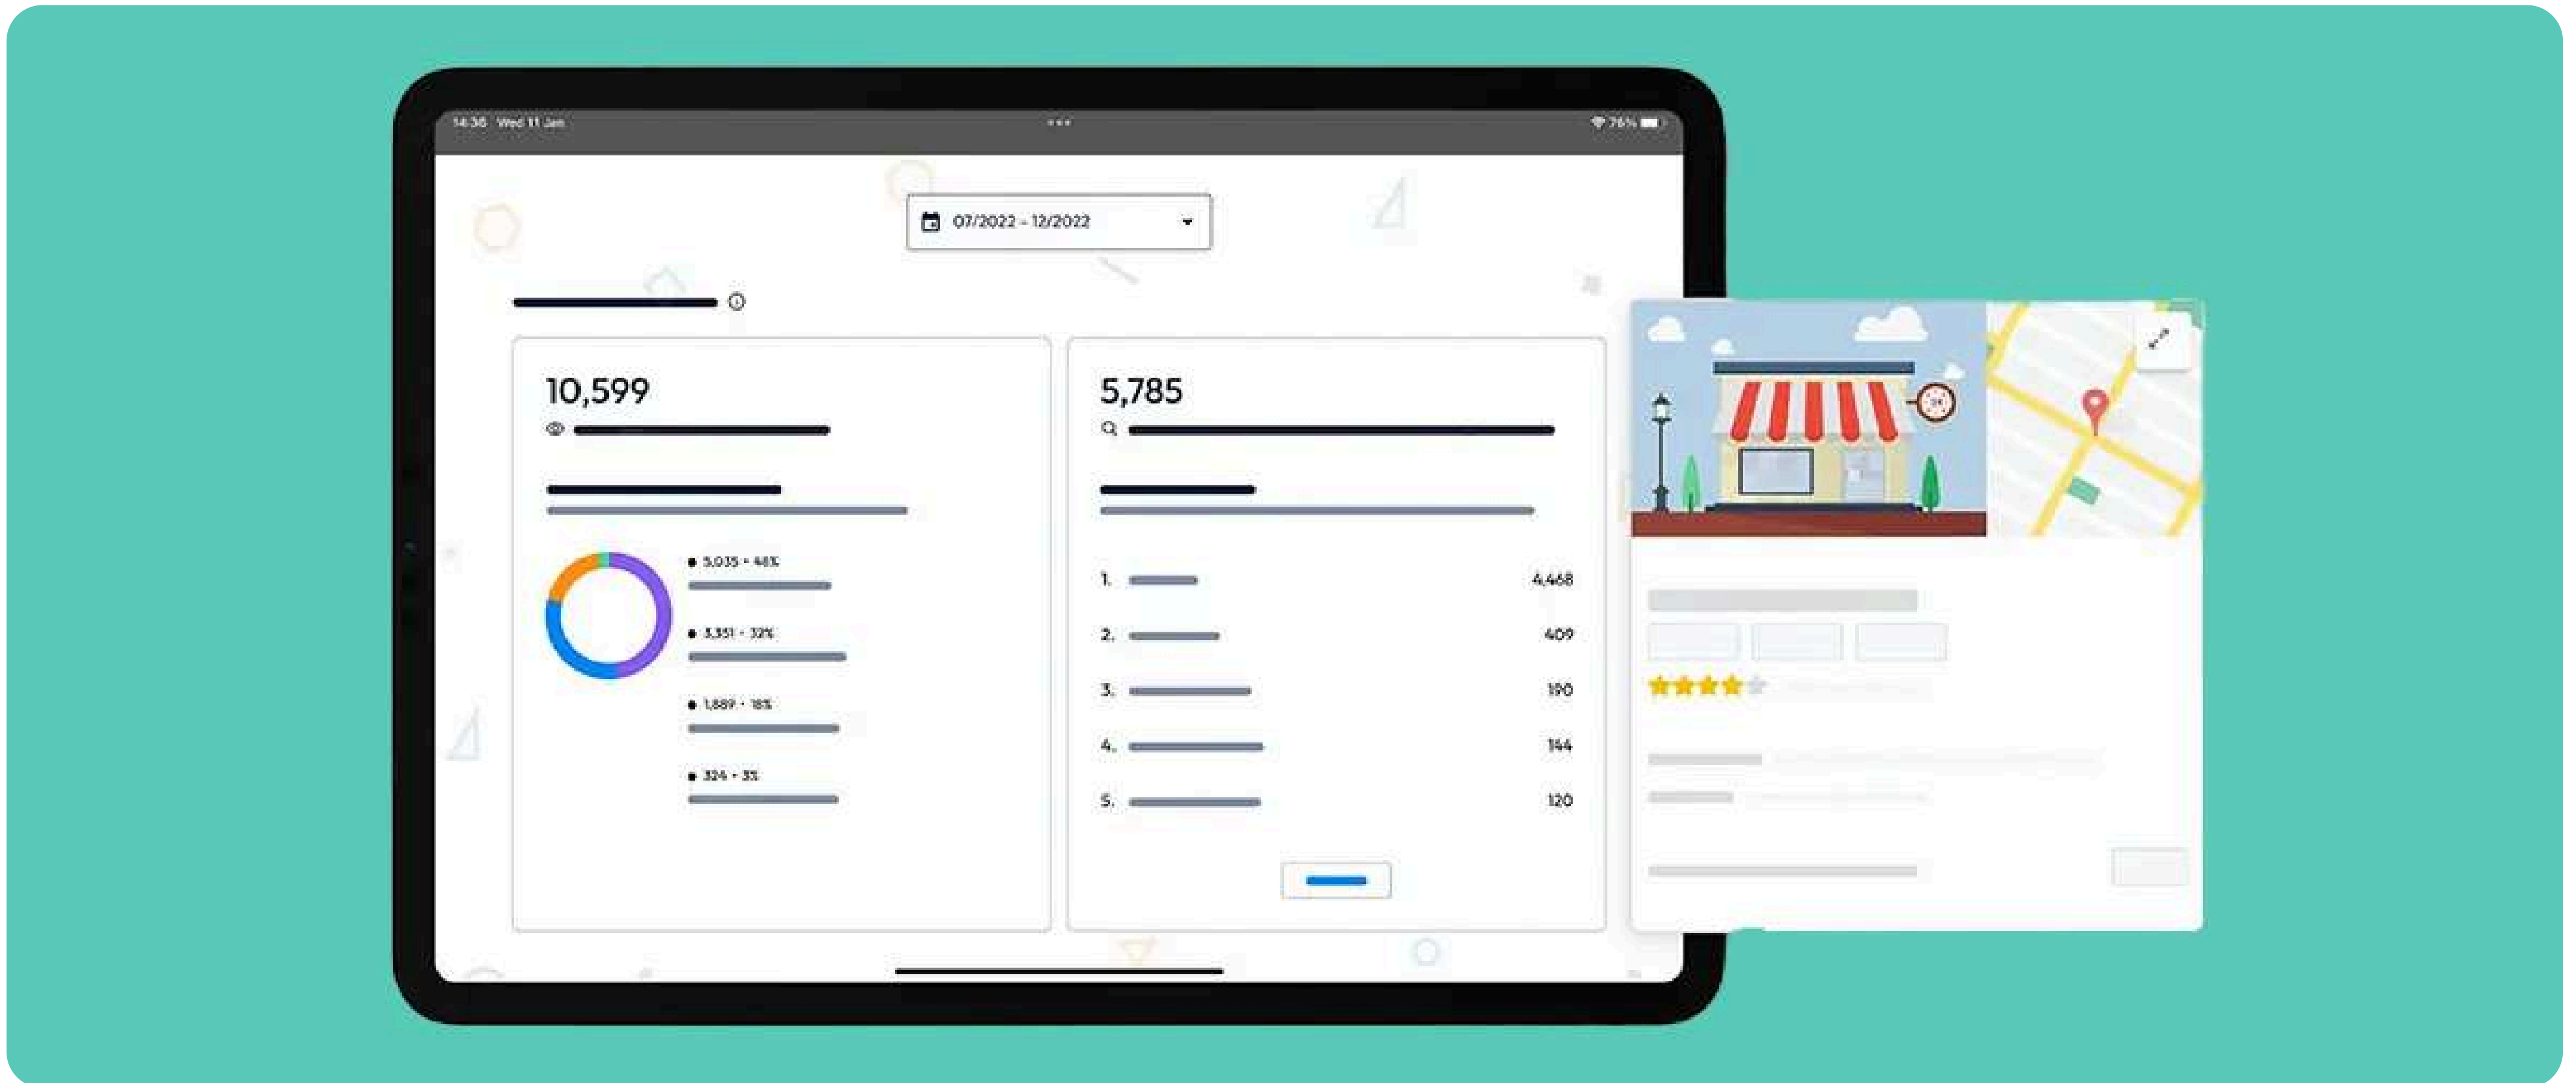 14:36 Wed 11 Jan
76%
07/2022 - 12/2022
10,599
5,035 • 48%
3,351 • 32%
1,889 • 18%
324 • 3%
5,785
1. 4,468
2. 409
3. 190
4. 144
5. 120